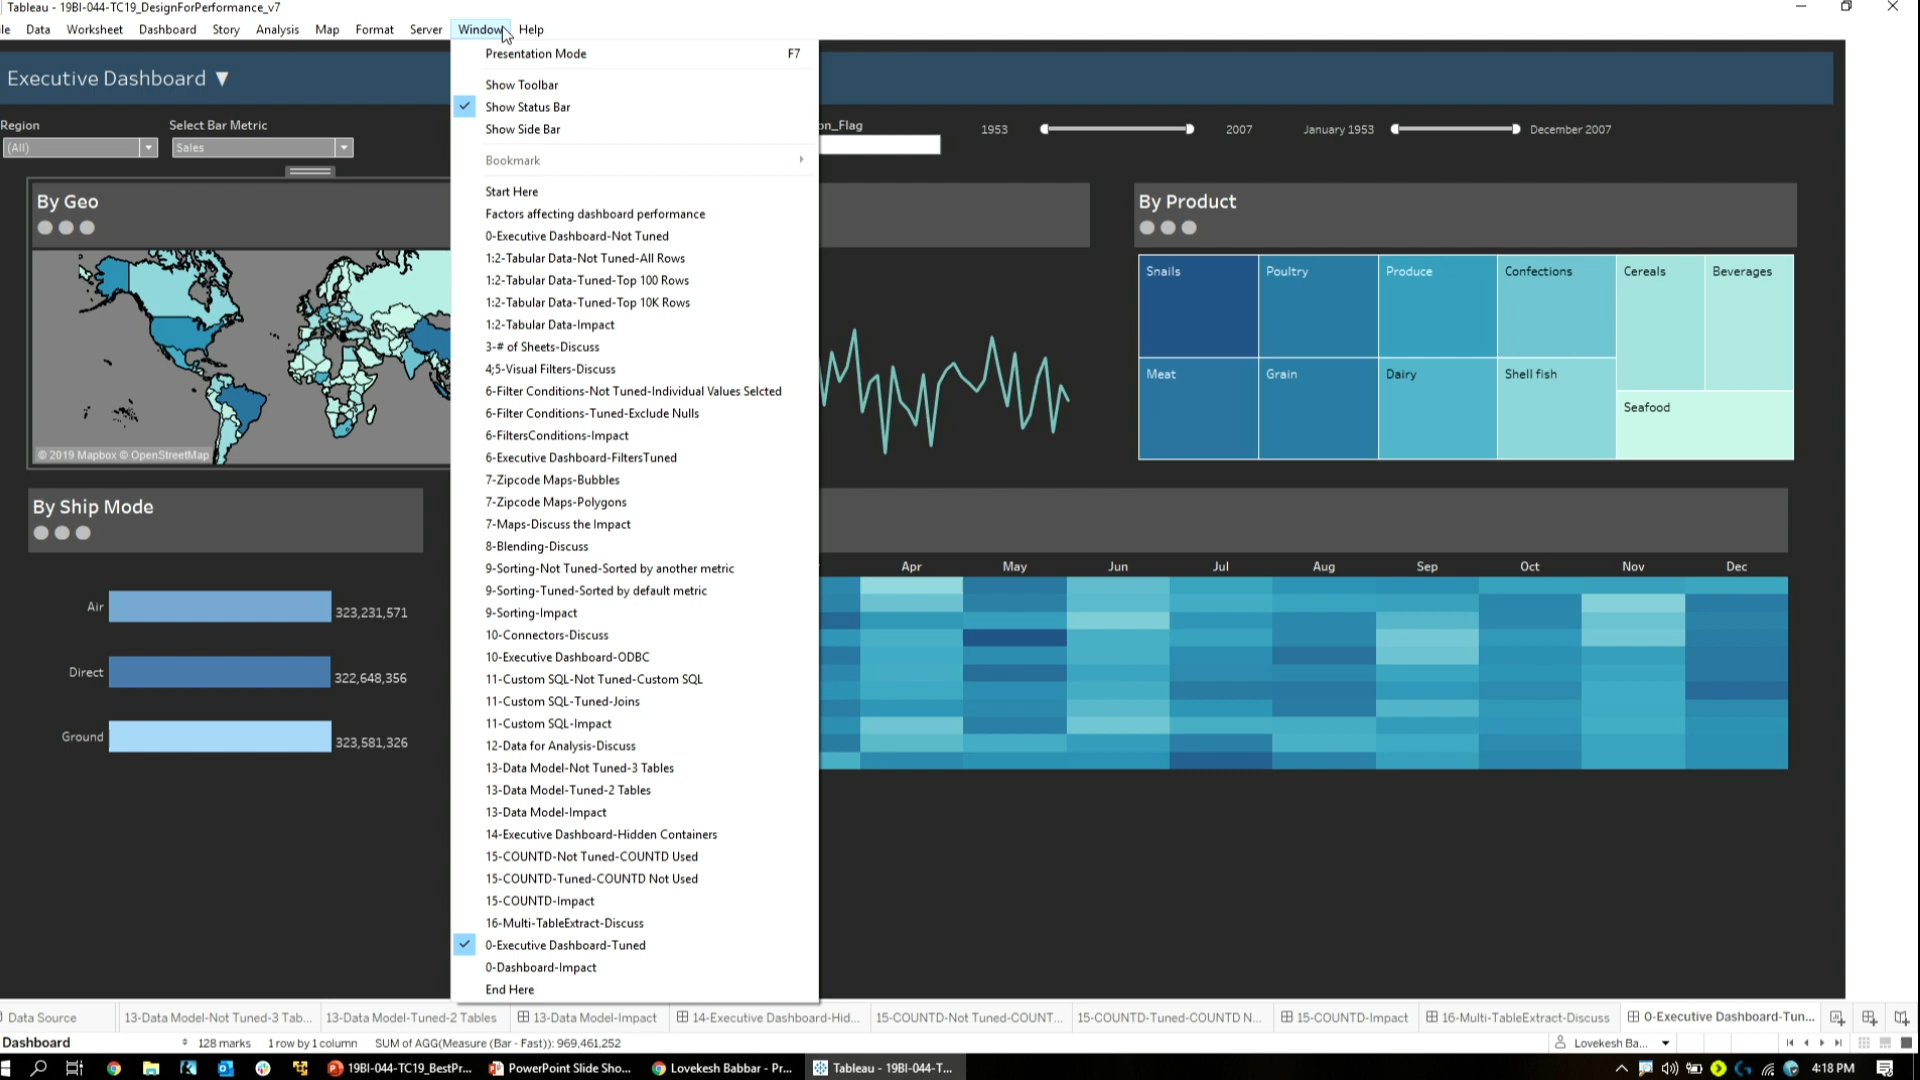 Tableau - 19BI-044-TC19_DesignForPerformance_v7
le Data Worksheet Dashboard Story Analysis Map Format Server Window Help
Executive Dashboard ▼
Region
(All)
Select Bar Metric
Sales
on_Flag
1953 2007
January 1953 December 2007
Presentation Mode F7
Show Toolbar
Show Status Bar
Show Side Bar
Bookmark
Start Here
Factors affecting dashboard performance
0-Executive Dashboard-Not Tuned
1:2-Tabular Data-Not Tuned-All Rows
1:2-Tabular Data-Tuned-Top 100 Rows
1:2-Tabular Data-Tuned-Top 10K Rows
1:2-Tabular Data-Impact
3-# of Sheets-Discuss
4;5-Visual Filters-Discuss
6-Filter Conditions-Not Tuned-Individual Values Selcted
6-Filter Conditions-Tuned-Exclude Nulls
6-FiltersConditions-Impact
6-Executive Dashboard-FiltersTuned
7-Zipcode Maps-Bubbles
7-Zipcode Maps-Polygons
7-Maps-Discuss the Impact
8-Blending-Discuss
9-Sorting-Not Tuned-Sorted by another metric
9-Sorting-Tuned-Sorted by default metric
9-Sorting-Impact
10-Connectors-Discuss
10-Executive Dashboard-ODBC
11-Custom SQL-Not Tuned-Custom SQL
11-Custom SQL-Tuned-Joins
11-Custom SQL-Impact
12-Data for Analysis-Discuss
13-Data Model-Not Tuned-3 Tables
13-Data Model-Tuned-2 Tables
13-Data Model-Impact
14-Executive Dashboard-Hidden Containers
15-COUNTD-Not Tuned-COUNTD Used
15-COUNTD-Tuned-COUNTD Not Used
15-COUNTD-Impact
16-Multi-TableExtract-Discuss
0-Executive Dashboard-Tuned
0-Dashboard-Impact
End Here
By Geo
© 2019 Mapbox © OpenStreetMap
By Product
Snails Poultry Produce Confections Cereals Beverages
Meat Grain Dairy Shell fish
Seafood
By Ship Mode
Air 323,231,571
Direct 322,648,356
Ground 323,581,326
Apr May Jun Jul Aug Sep Oct Nov Dec
Data Source 13-Data Model-Not Tuned-3 Tab... 13-Data Model-Tuned-2 Tables 13-Data Model-Impact 14-Executive Dashboard-Hid... 15-COUNTD-Not Tuned-COUNT... 15-COUNTD-Tuned-COUNTD N... 15-COUNTD-Impact 16-Multi-TableExtract-Discuss 0-Executive Dashboard-Tun...
Dashboard 128 marks 1 row by 1 column SUM of AGG(Measure (Bar - Fast)): 969,461,252 Lovekesh Ba...
19BI-044-TC19_BestPr... PowerPoint Slide Sho... Lovekesh Babbar - Pr... Tableau - 19BI-044-T... 4:18 PM